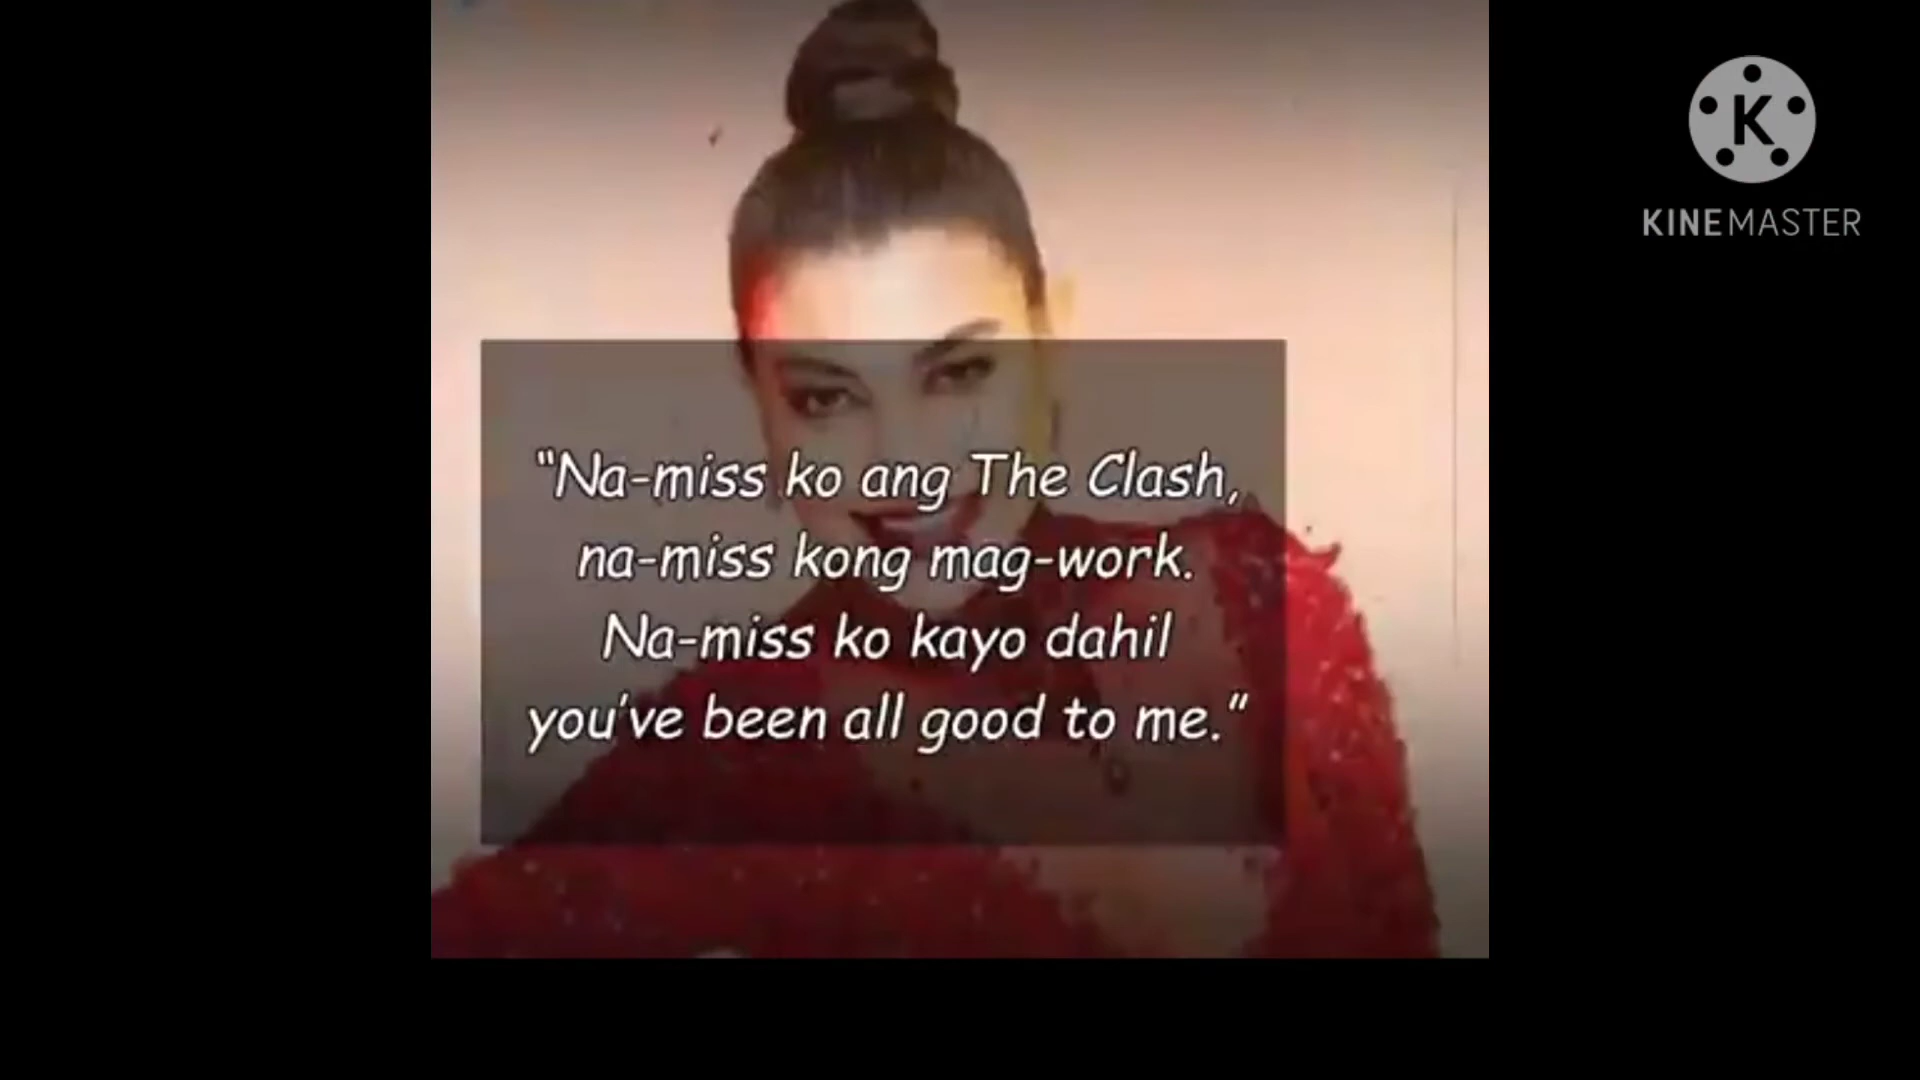 "Na-miss ko ang The Clash,
na-miss kong mag-work.
Na-miss ko kayo dahil
you've been all good to me."
K
KINEMASTER